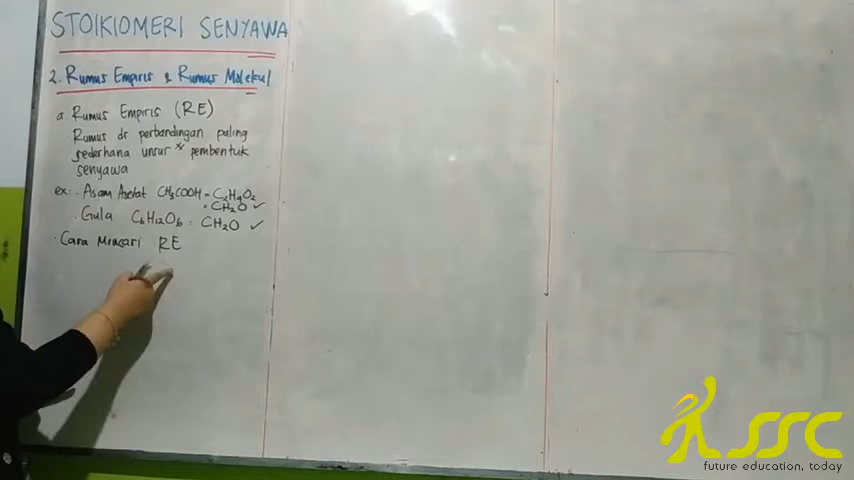 STOIKIOMERI SENYAWA
2. Rumus Empiris & Rumus Molekul
a. Rumus Empiris (RE)
· Rumus dr perbandingan paling
sederhana unsur x pembentuk
senyawa
ex: · Asam Asetat CH3COOH = C2H4O2
= CH2O ✓
· Gula C6H12O6 = CH2O ✓
· Cara Mencari RE
SSC
future education, today